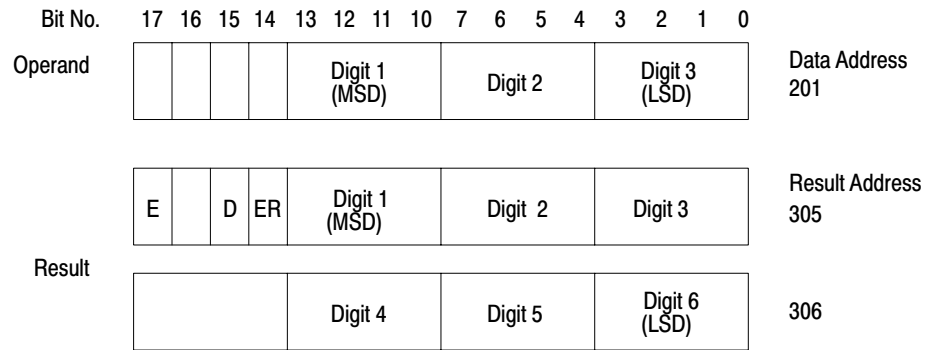 Bit No. 17 16 15 14 13 12 11 10 7 6 5 4 3 2 1 0
Operand
Digit 1
(MSD)
Digit 2
Digit 3
(LSD)
Data Address
201
E D ER
Digit 1
(MSD)
Digit 2
Digit 3
Result Address
305
Result
Digit 4
Digit 5
Digit 6
(LSD)
306